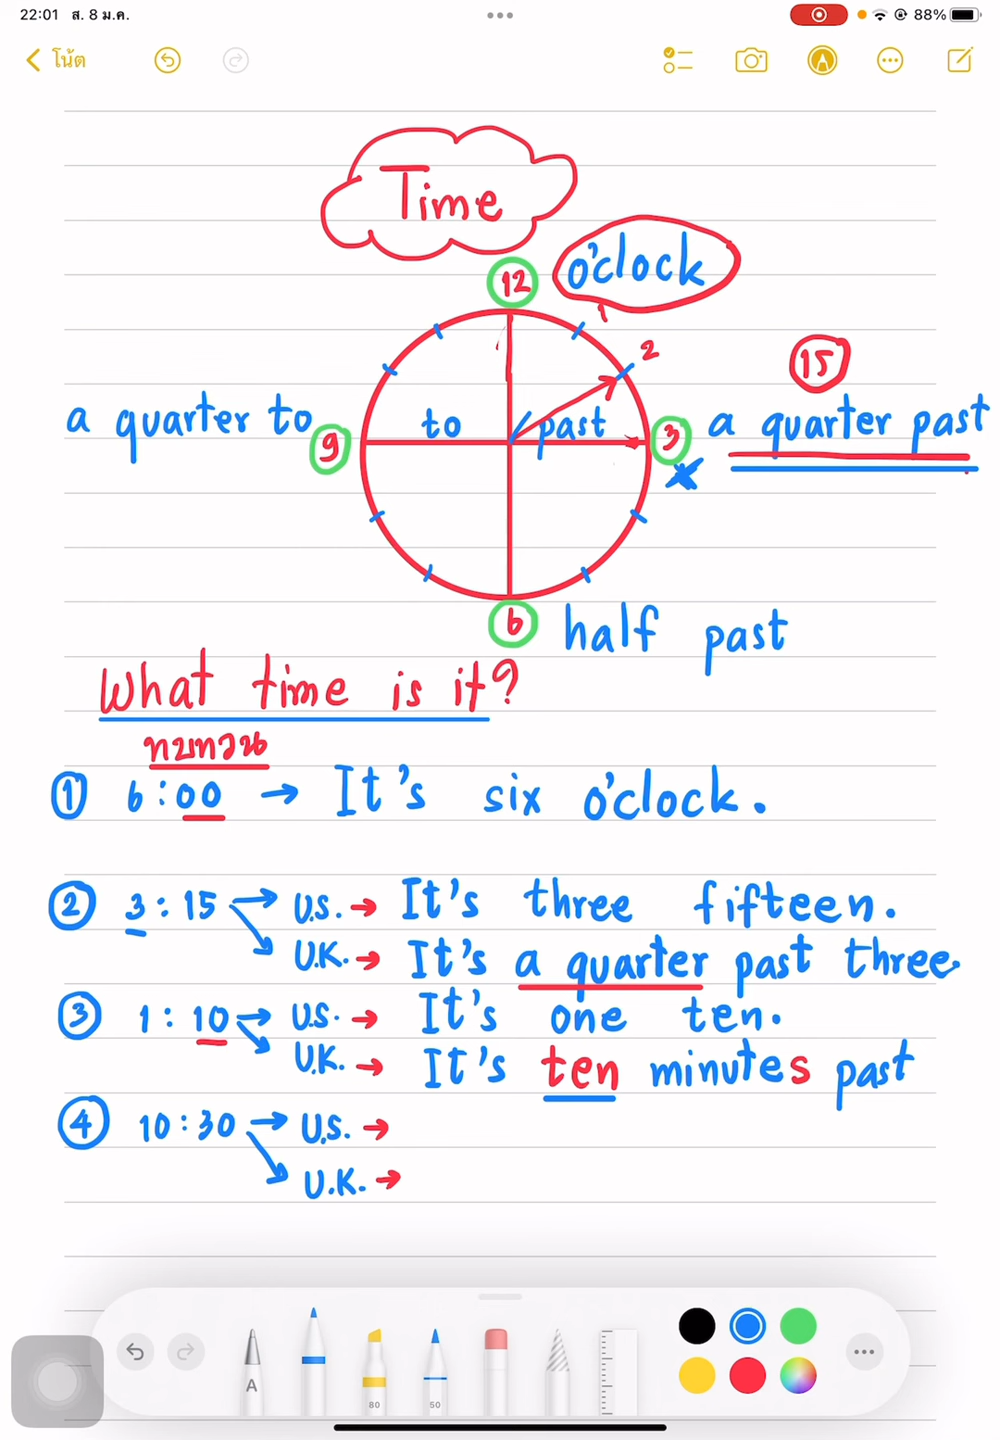 22:01 ส. 8 ม.ค.
88%
โน้ต
Time
12
o'clock
1
2
15
a quarter to
9
to
past
3
a quarter past
6
half past
What time is it?
ทบทวน
① 6:00 → It's six o'clock.
② 3:15 → U.S. → It's three fifteen.
U.K. → It's a quarter past three.
③ 1:10 → U.S. → It's one ten.
U.K. → It's ten minutes past
④ 10:30 → U.S. →
U.K. →
A
80
50